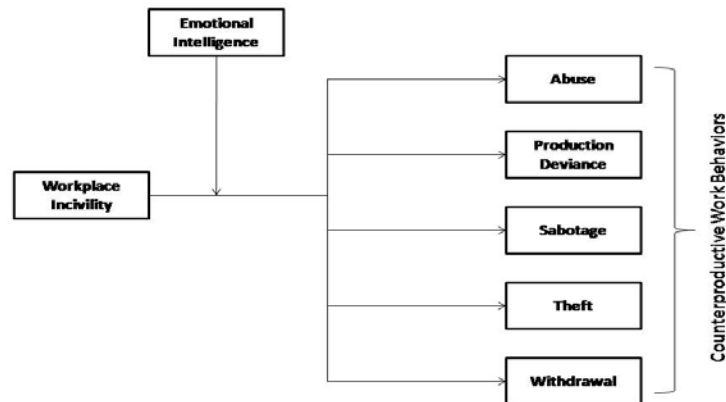 Emotional
Intelligence
Abuse
Production
Deviance
Workplace
Incivility
Sabotage
Theft
Withdrawal
Counterproductive Work Behaviors